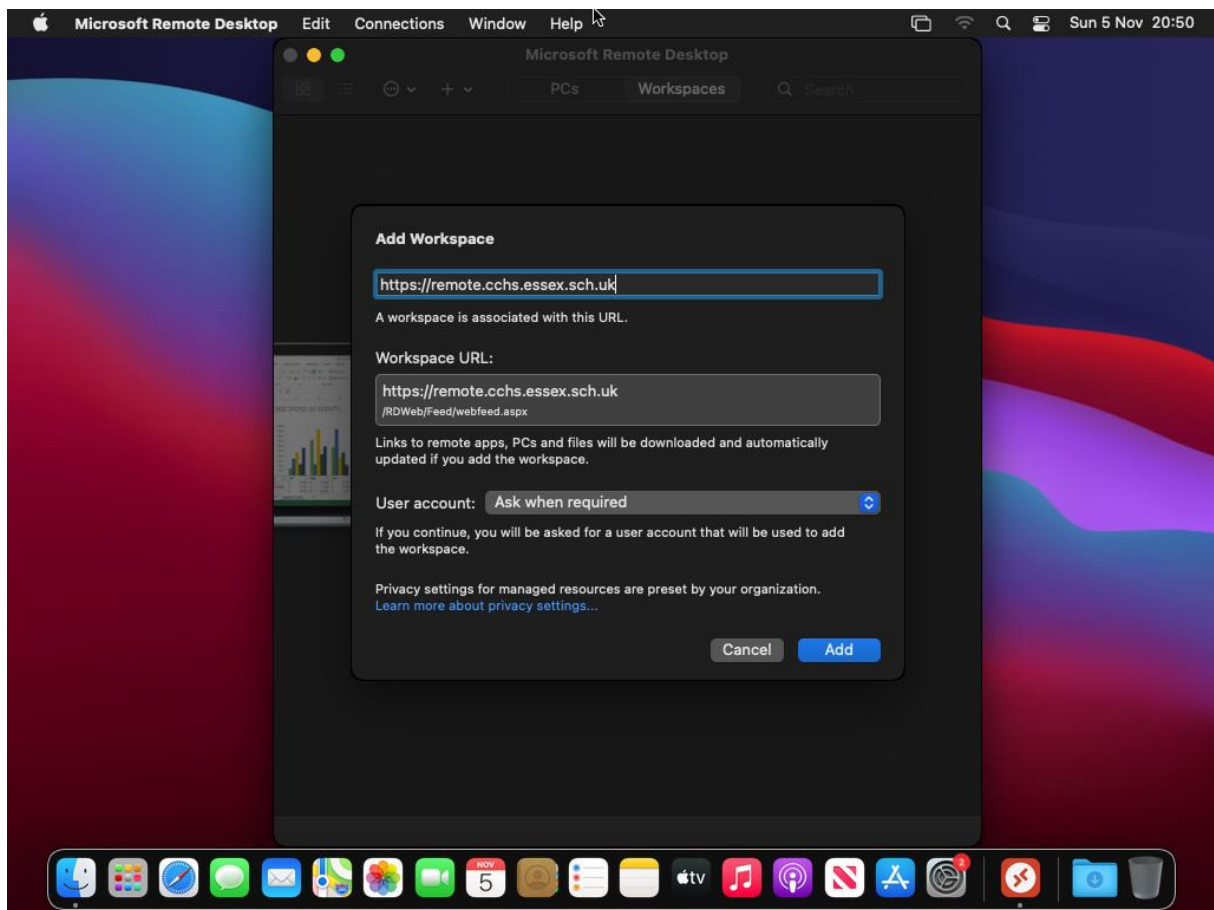 Microsoft Remote Desktop Edit Connections Window Help Sun 5 Nov 20:50
Microsoft Remote Desktop
PCs Workspaces Search
Add Workspace
https://remote.cchs.essex.sch.uk
A workspace is associated with this URL.
Workspace URL:
https://remote.cchs.essex.sch.uk
/RDWeb/Feed/webfeed.aspx
Links to remote apps, PCs and files will be downloaded and automatically
updated if you add the workspace.
User account: Ask when required
If you continue, you will be asked for a user account that will be used to add
the workspace.
Privacy settings for managed resources are preset by your organization.
Learn more about privacy settings...
Cancel Add
NOV
5
tv
N
2